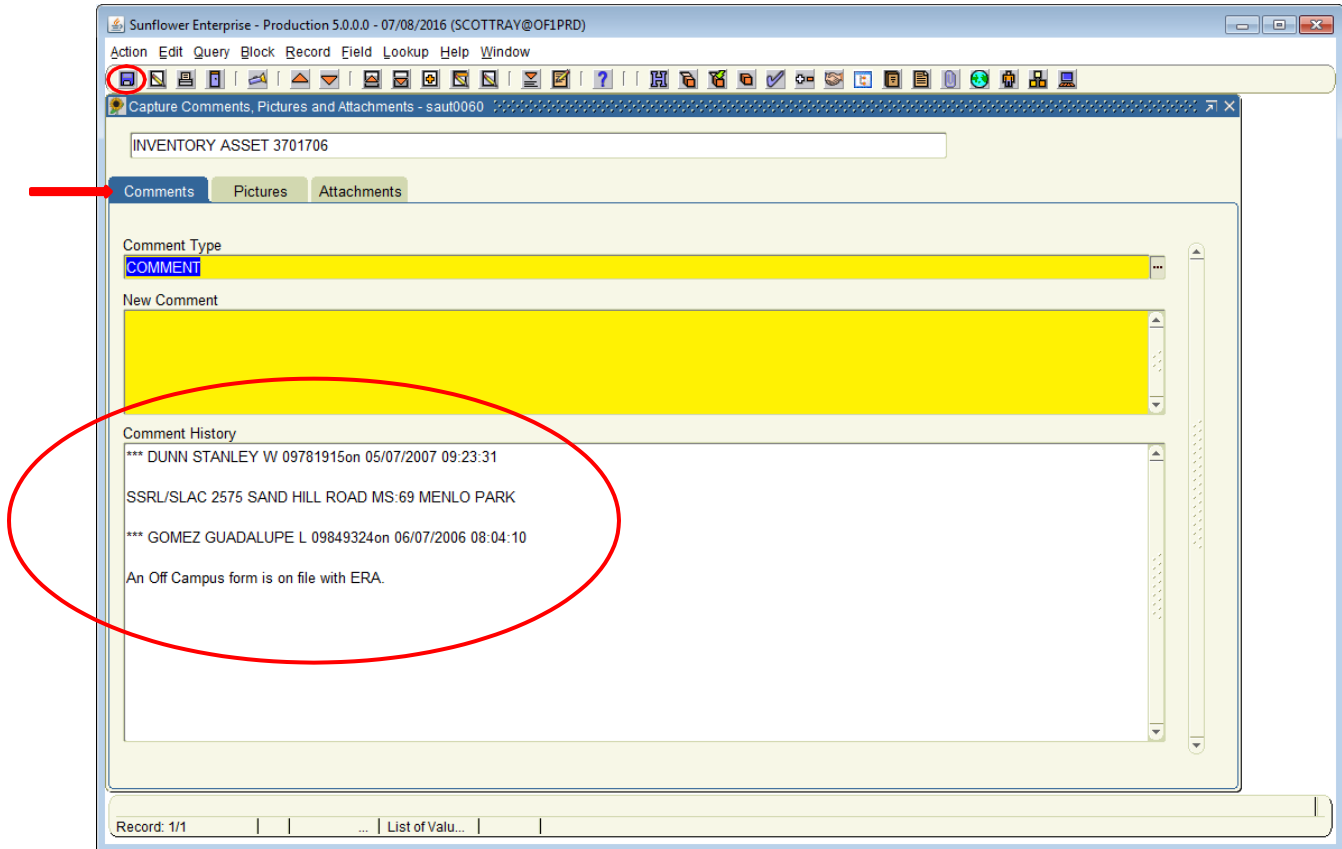 Sunflower Enterprise - Production 5.0.0.0 - 07/08/2016 (SCOTTRAY@OF1PRD)
Action Edit Query Block Record Field Lookup Help Window
Capture Comments, Pictures and Attachments - saut0060
INVENTORY ASSET 3701706
Comments Pictures Attachments
Comment Type
COMMENT
New Comment
Comment History
*** DUNN STANLEY W 09781915on 05/07/2007 09:23:31
SSRL/SLAC 2575 SAND HILL ROAD MS:69 MENLO PARK
*** GOMEZ GUADALUPE L 09849324on 06/07/2006 08:04:10
An Off Campus form is on file with ERA.
Record: 1/1 ... List of Valu...